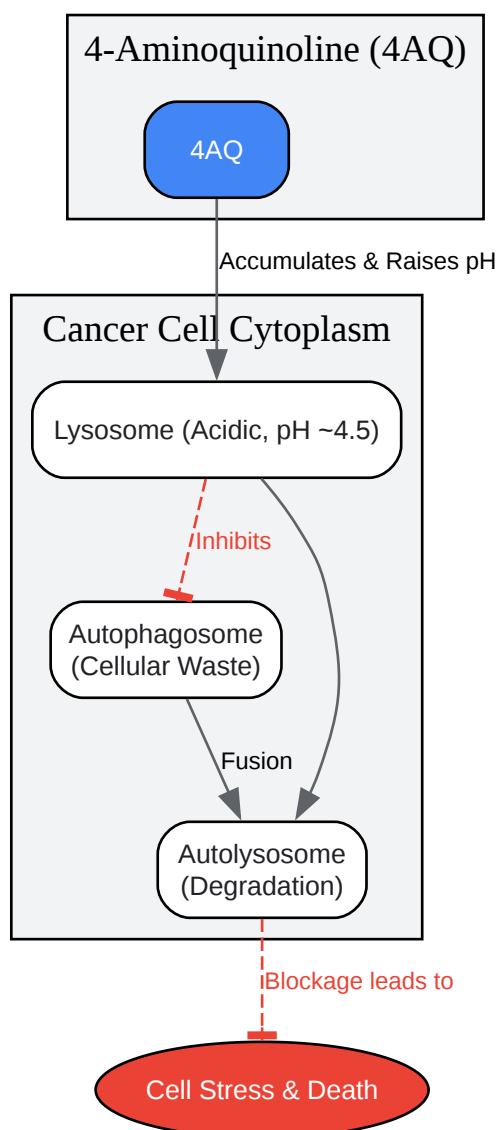 4-Aminoquinoline (4AQ)
4AQ
Accumulates & Raises pH
Cancer Cell Cytoplasm
Lysosome (Acidic, pH ~4.5)
Inhibits
Autophagosome
(Cellular Waste)
Fusion
Autolysosome
(Degradation)
Blockage leads to
Cell Stress & Death